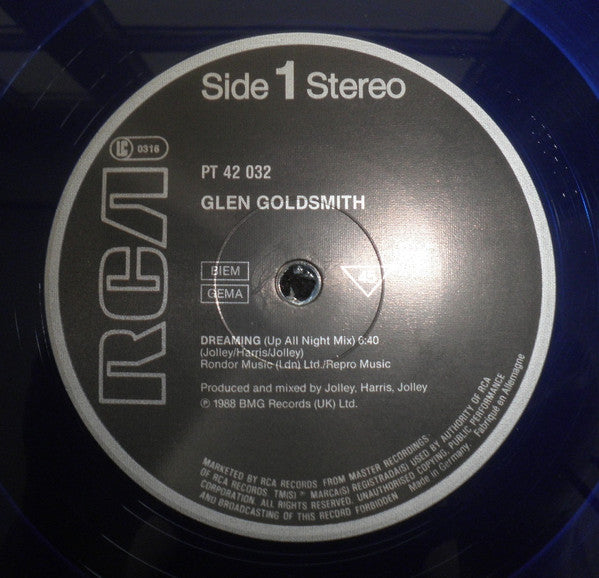 Side 1 Stereo
RCA
LC 0316
PT 42 032
GLEN GOLDSMITH
BIEM
GEMA
45
DREAMING (Up All Night Mix) 6:40
(Jolley/Harris/Jolley)
Rondor Music (Ldn) Ltd./Repro Music
Produced and mixed by Jolley, Harris, Jolley
℗ 1988 BMG Records (UK) Ltd.
MARKETED BY RCA RECORDS FROM MASTER RECORDINGS
OF RCA RECORDS. TM(S) ® MARCA(S) REGISTRADA(S) USED BY AUTHORITY OF RCA
CORPORATION. ALL RIGHTS RESERVED. UNAUTHORISED COPYING, PUBLIC PERFORMANCE
AND BROADCASTING OF THIS RECORD FORBIDDEN
Made in Germany Fabriqué en Allemagne